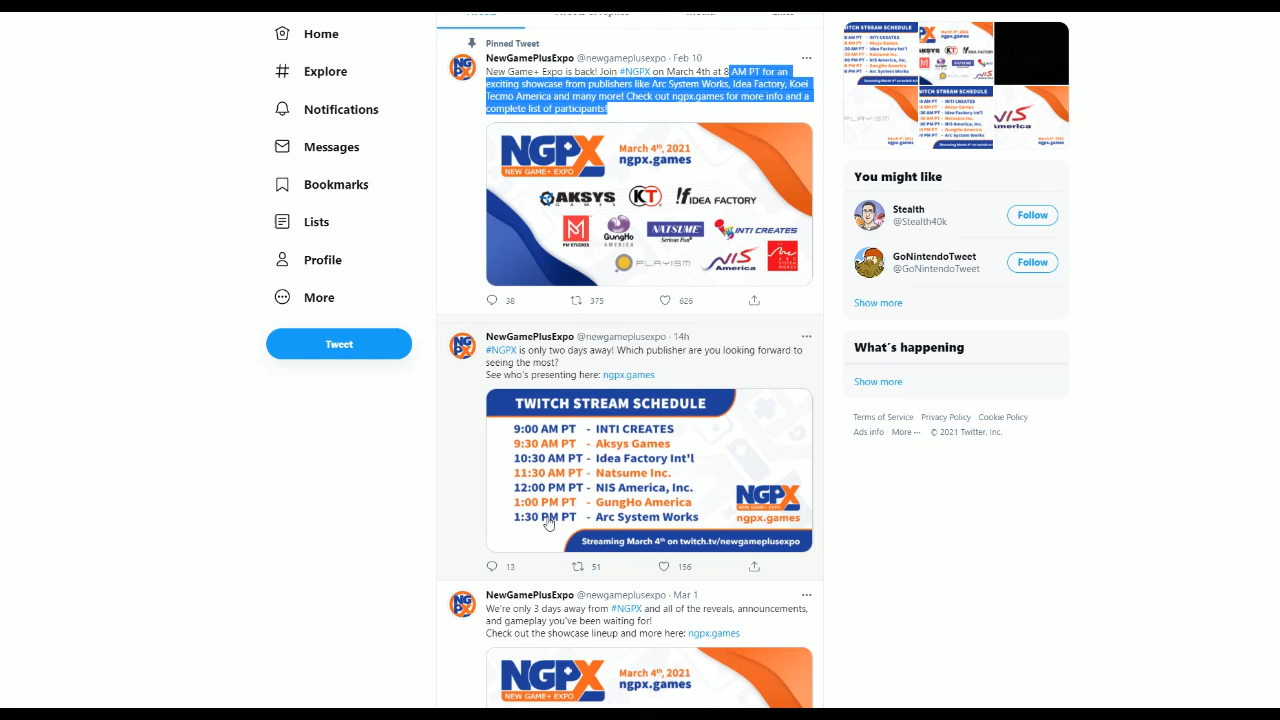 Home
Explore
Notifications
Messages
Bookmarks
Lists
Profile
More
Tweet
Pinned Tweet
NewGamePlusExpo @newgameplusexpo · Feb 10
New Game+ Expo is back! Join #NGPX on March 4th at 8 AM PT for an
exciting showcase from publishers like Arc System Works, Idea Factory, Koei
Tecmo America and many more! Check out ngpx.games for more info and a
complete list of participants!
NGPX
NEW GAME+ EXPO
March 4th, 2021
ngpx.games
AKSYS
GAMES
KT
IDEA FACTORY
PM STUDIOS
GungHo
AMERICA
NATSUME
Serious Fun
INTI CREATES
PLAYISM
NIS
America
ARC
SYSTEM
WORKS
38
375
626
NewGamePlusExpo @newgameplusexpo · 14h
#NGPX is only two days away! Which publisher are you looking forward to
seeing the most?
See who's presenting here: ngpx.games
TWITCH STREAM SCHEDULE
9:00 AM PT - INTI CREATES
9:30 AM PT - Aksys Games
10:30 AM PT - Idea Factory Int'l
11:30 AM PT - Natsume Inc.
12:00 PM PT - NIS America, Inc.
1:00 PM PT - GungHo America
1:30 PM PT - Arc System Works
NGPX
NEW GAME+ EXPO
ngpx.games
Streaming March 4th on twitch.tv/newgameplusexpo
13
51
156
NewGamePlusExpo @newgameplusexpo · Mar 1
We're only 3 days away from #NGPX and all of the reveals, announcements,
and gameplay you've been waiting for!
Check out the showcase lineup and more here: ngpx.games
NGPX
NEW GAME+ EXPO
March 4th, 2021
ngpx.games
You might like
Stealth
@Stealth40k
Follow
GoNintendoTweet
@GoNintendoTweet
Follow
Show more
What's happening
Show more
Terms of Service Privacy Policy Cookie Policy
Ads info More ··· © 2021 Twitter, Inc.